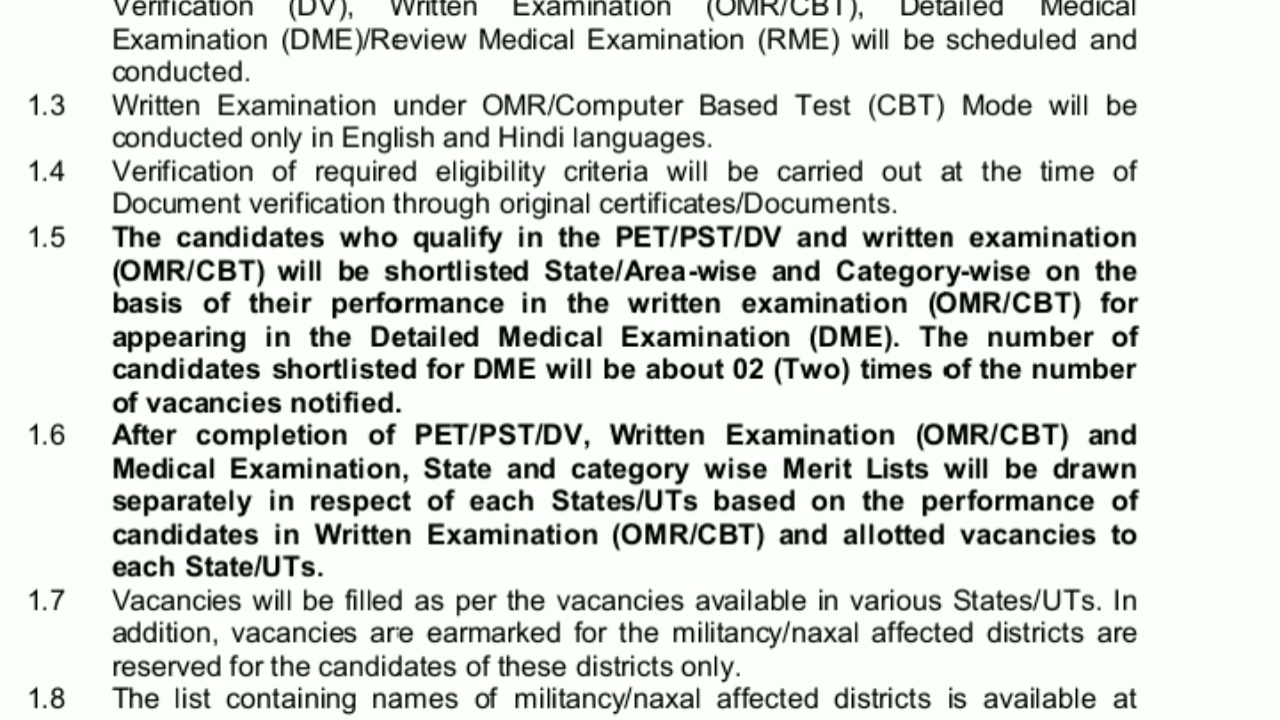 Verification (DV), Written Examination (OMR/CBT), Detailed Medical
Examination (DME)/Review Medical Examination (RME) will be scheduled and
conducted.
1.3 Written Examination under OMR/Computer Based Test (CBT) Mode will be
conducted only in English and Hindi languages.
1.4 Verification of required eligibility criteria will be carried out at the time of
Document verification through original certificates/Documents.
1.5 The candidates who qualify in the PET/PST/DV and written examination
(OMR/CBT) will be shortlisted State/Area-wise and Category-wise on the
basis of their performance in the written examination (OMR/CBT) for
appearing in the Detailed Medical Examination (DME). The number of
candidates shortlisted for DME will be about 02 (Two) times of the number
of vacancies notified.
1.6 After completion of PET/PST/DV, Written Examination (OMR/CBT) and
Medical Examination, State and category wise Merit Lists will be drawn
separately in respect of each States/UTs based on the performance of
candidates in Written Examination (OMR/CBT) and allotted vacancies to
each State/UTs.
1.7 Vacancies will be filled as per the vacancies available in various States/UTs. In
addition, vacancies are earmarked for the militancy/naxal affected districts are
reserved for the candidates of these districts only.
1.8 The list containing names of militancy/naxal affected districts is available at